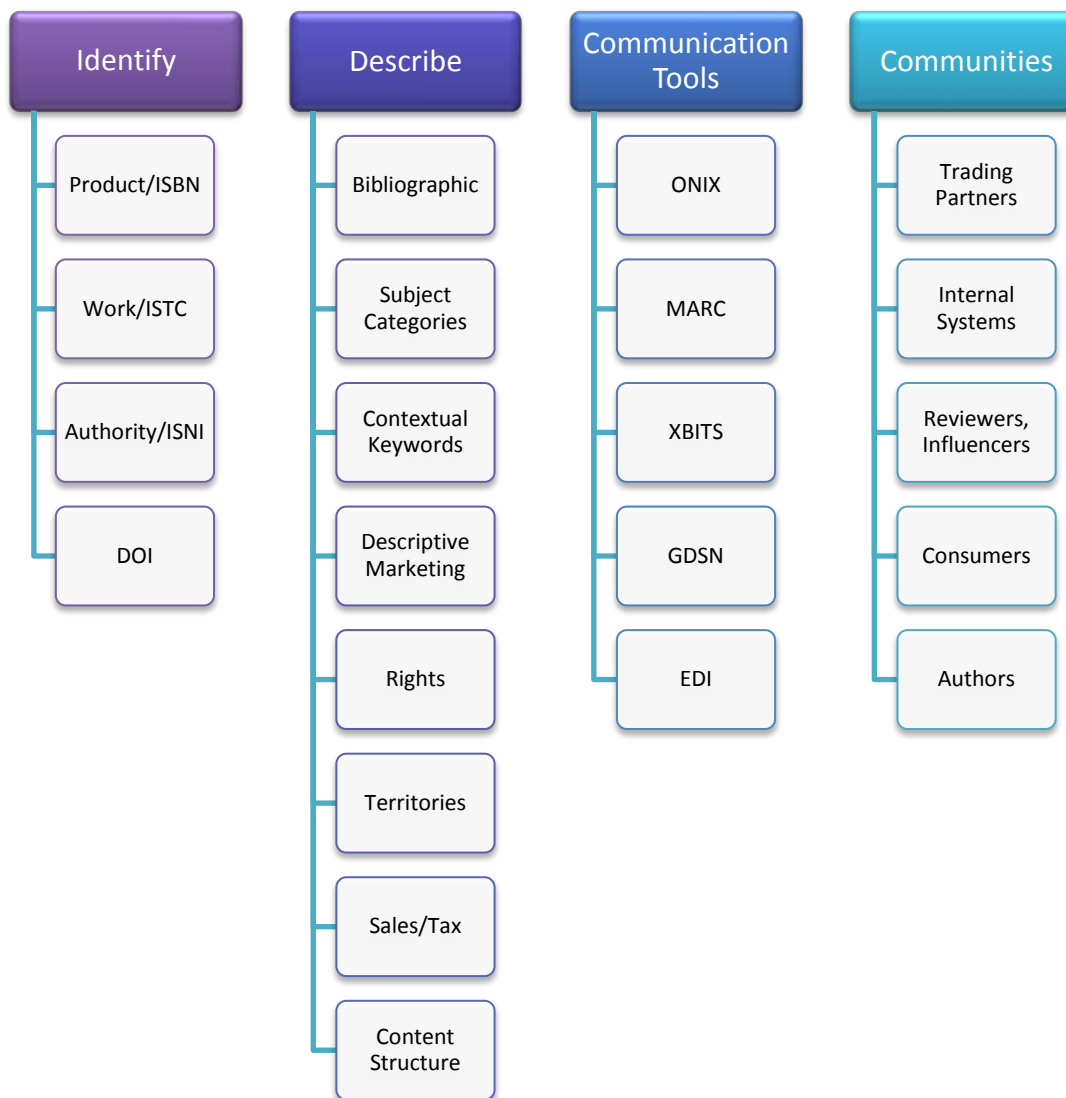 Identify
Product/ISBN
Work/ISTC
Authority/ISNI
DOI
Describe
Bibliographic
Subject
Categories
Contextual
Keywords
Descriptive
Marketing
Rights
Territories
Sales/Tax
Content
Structure
Communication
Tools
ONIX
MARC
XBITS
GDSN
EDI
Communities
Trading
Partners
Internal
Systems
Reviewers,
Influencers
Consumers
Authors